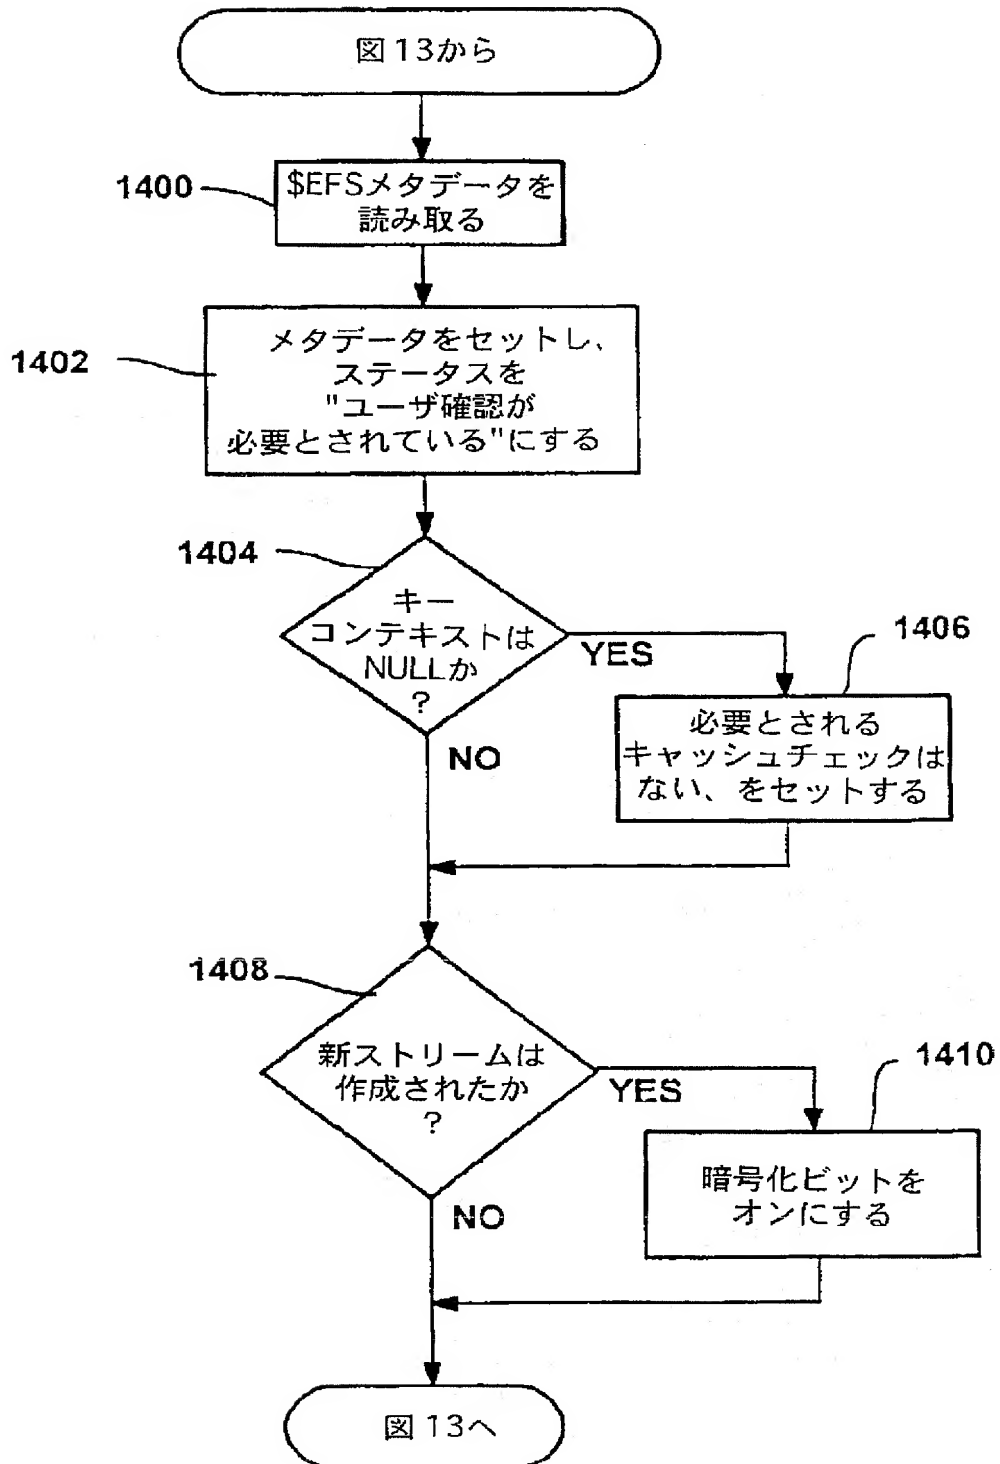 図13から
1400
$EFSメタデータを
読み取る
1402
メタデータをセットし、
ステータスを
"ユーザ確認が
必要とされている"にする
1404
キー
コンテキストは
NULLか
?
YES
NO
1406
必要とされる
キャッシュチェックは
ない、をセットする
1408
新ストリームは
作成されたか
?
YES
NO
1410
暗号化ビットを
オンにする
図13へ